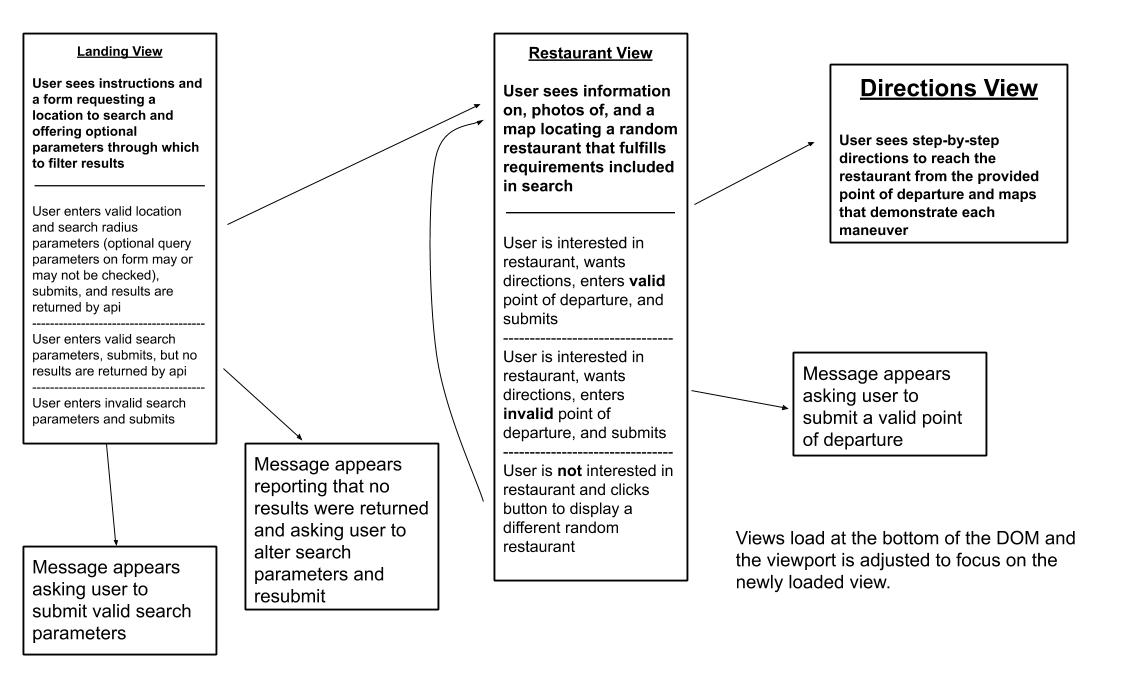 Landing View
User sees instructions and
a form requesting a
location to search and
offering optional
parameters through which
to filter results
User enters valid location
and search radius
parameters (optional query
parameters on form may or
may not be checked),
submits, and results are
returned by api
User enters valid search
parameters, submits, but no
results are returned by api
User enters invalid search
parameters and submits
Message appears
asking user to
submit valid search
parameters
Message appears
reporting that no
results were returned
and asking user to
alter search
parameters and
resubmit
Restaurant View
User sees information
on, photos of, and a
map locating a random
restaurant that fulfills
requirements included
in search
User is interested in
restaurant, wants
directions, enters valid
point of departure, and
submits
User is interested in
restaurant, wants
directions, enters
invalid point of
departure, and submits
User is not interested in
restaurant and clicks
button to display a
different random
restaurant
Directions View
User sees step-by-step
directions to reach the
restaurant from the provided
point of departure and maps
that demonstrate each
maneuver
Message appears
asking user to
submit a valid point
of departure
Views load at the bottom of the DOM and
the viewport is adjusted to focus on the
newly loaded view.